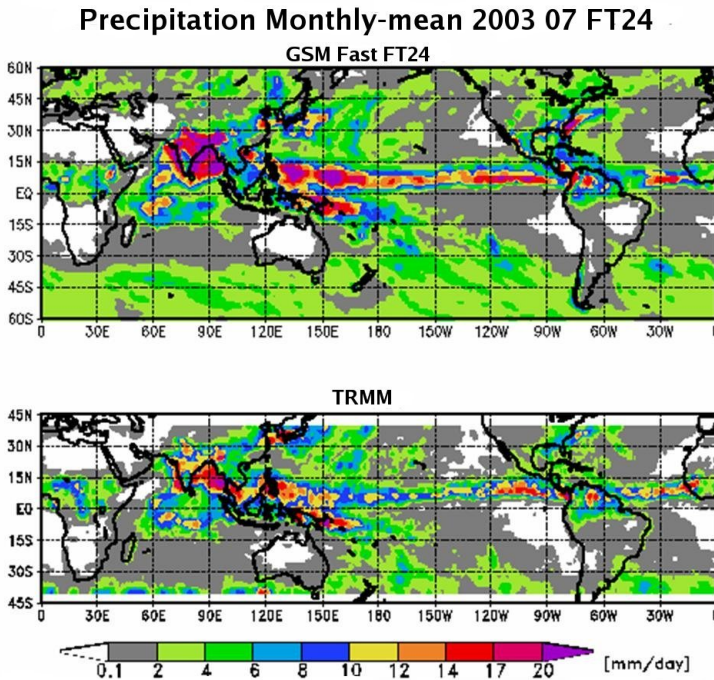 Precipitation Monthly-mean 2003 07 FT24
GSM Fast FT24
60N
45N
30N
15N
EQ
15S
30S
45S
60S
0 30E 60E 90E 120E 150E 180 150W 120W 90W 60W 30W 0
TRMM
45N
30N
15N
EQ
15S
30S
45S
0 30E 60E 90E 120E 150E 180 150W 120W 90W 60W 30W 0
0.1 2 4 6 8 10 12 14 17 20 [mm/day]